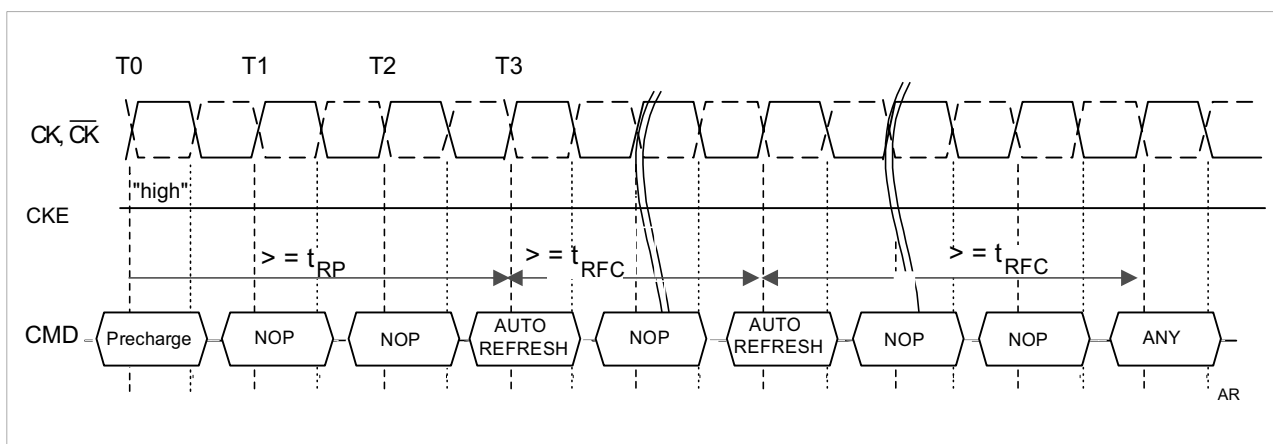 T0 T1 T2 T3
CK, C̅K̅
"high"
CKE
> = tRP > = tRFC > = tRFC
CMD Precharge NOP NOP AUTO REFRESH NOP AUTO REFRESH NOP NOP ANY
AR